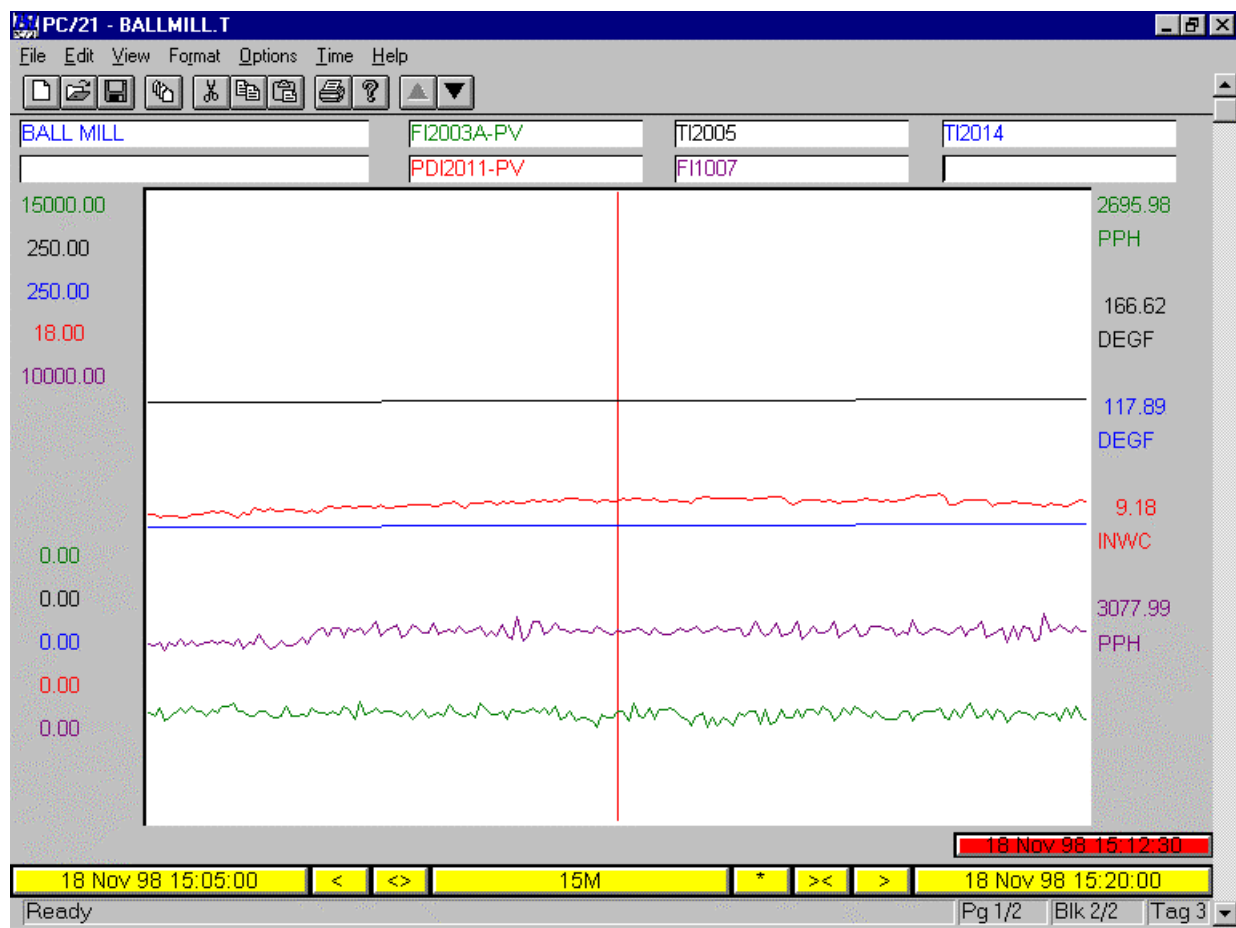 PC/21 - BALLMILL.T
File Edit View Format Options Time Help
BALL MILL FI2003A-PV TI2005 TI2014
PDI2011-PV FI1007
15000.00
250.00
250.00
18.00
10000.00
0.00
0.00
0.00
0.00
0.00
2695.98
PPH
166.62
DEGF
117.89
DEGF
9.18
INWC
3077.99
PPH
18 Nov 98 15:12:30
18 Nov 98 15:05:00 < <> 15M * >< > 18 Nov 98 15:20:00
Ready Pg 1/2 Blk 2/2 Tag 3